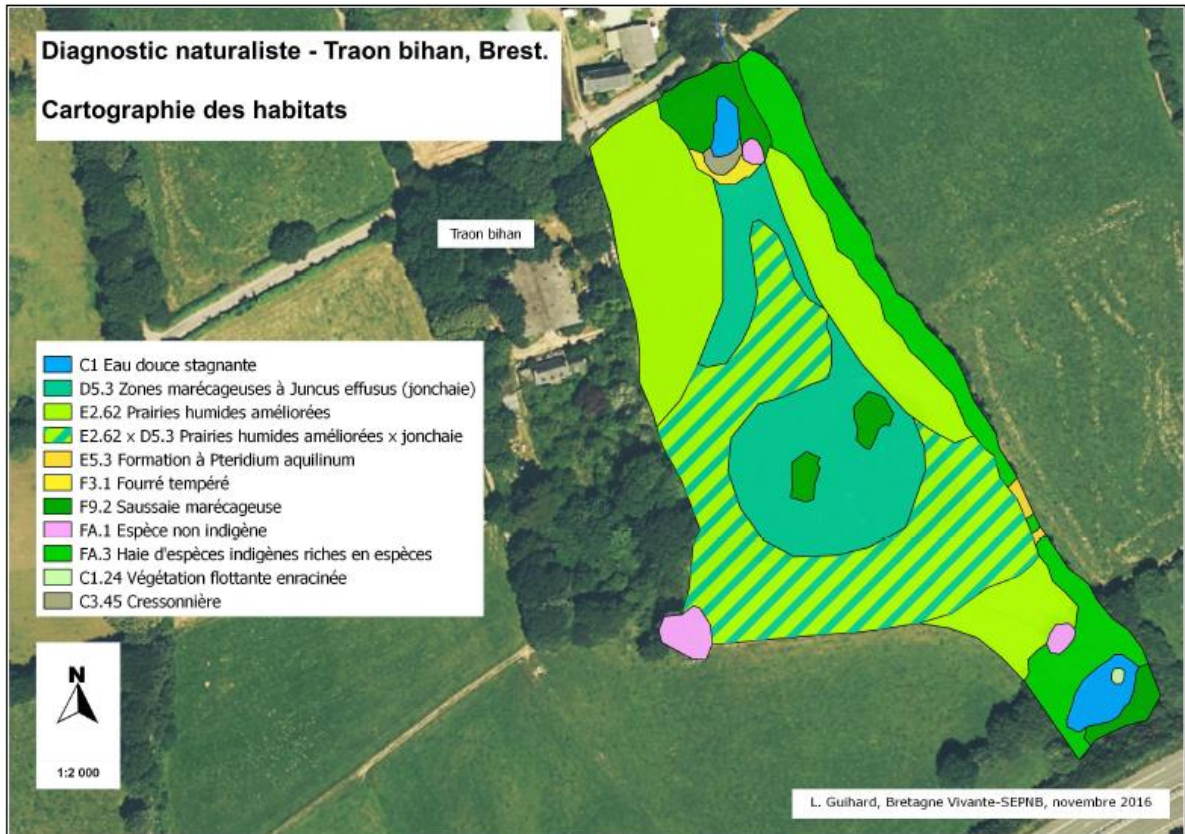 Diagnostic naturaliste - Traon bihan, Brest.
Cartographie des habitats
Traon bihan
C1 Eau douce stagnante
D5.3 Zones marécageuses à Juncus effusus (jonchaie)
E2.62 Prairies humides améliorées
E2.62 x D5.3 Prairies humides améliorées x jonchaie
E5.3 Formation à Pteridium aquilinum
F3.1 Fourré tempéré
F9.2 Saussaie marécageuse
FA.1 Espèce non indigène
FA.3 Haie d'espèces indigènes riches en espèces
C1.24 Végétation flottante enracinée
C3.45 Cressonnière
N
1:2 000
L. Guihard, Bretagne Vivante-SEPNB, novembre 2016